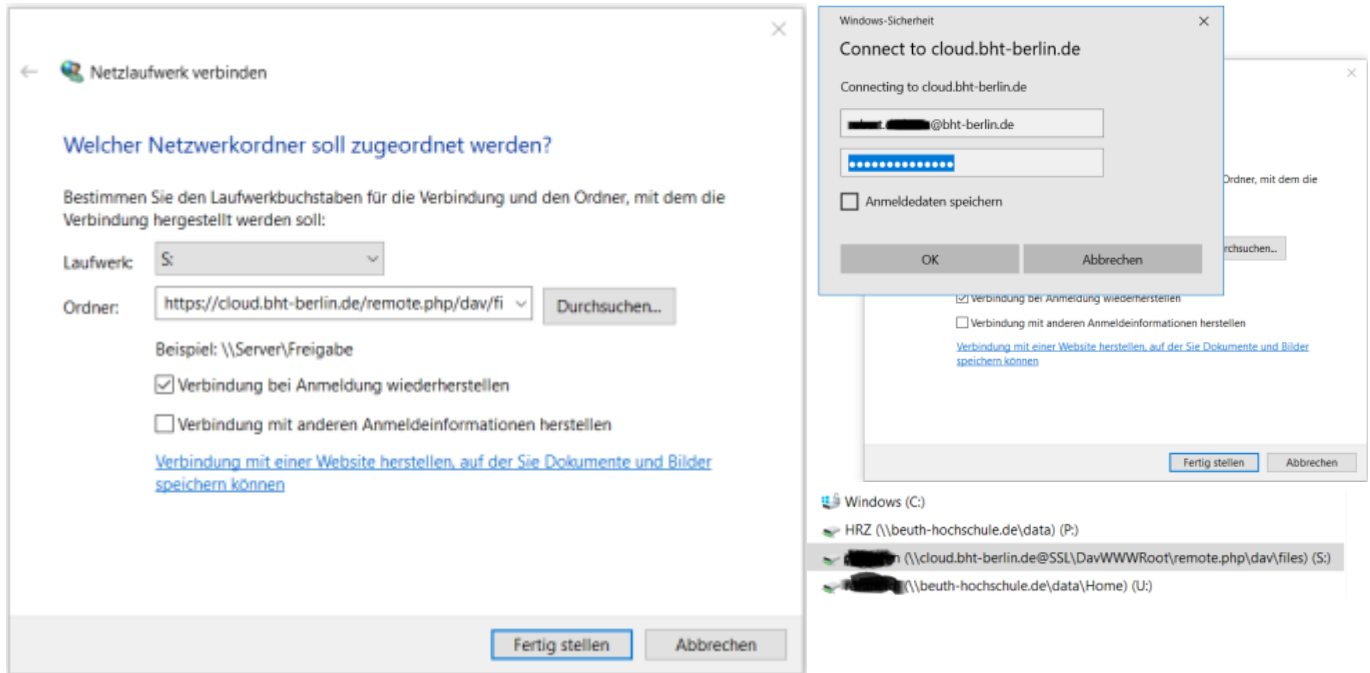 Netzlaufwerk verbinden
Welcher Netzwerkordner soll zugeordnet werden?
Bestimmen Sie den Laufwerkbuchstaben für die Verbindung und den Ordner, mit dem die
Verbindung hergestellt werden soll:
Laufwerk: S:
Ordner: https://cloud.bht-berlin.de/remote.php/dav/fi Durchsuchen...
Beispiel: \\Server\Freigabe
Verbindung bei Anmeldung wiederherstellen
Verbindung mit anderen Anmeldeinformationen herstellen
Verbindung mit einer Website herstellen, auf der Sie Dokumente und Bilder
speichern können
Fertig stellen Abbrechen
Windows-Sicherheit
Connect to cloud.bht-berlin.de
Connecting to cloud.bht-berlin.de
@bht-berlin.de
Anmeldedaten speichern
OK Abbrechen
Ordner, mit dem die
rchsuchen...
Verbindung bei Anmeldung wiederherstellen
Verbindung mit anderen Anmeldeinformationen herstellen
Verbindung mit einer Website herstellen, auf der Sie Dokumente und Bilder
speichern können
Fertig stellen Abbrechen
Windows (C:)
HRZ (\\beuth-hochschule.de\data) (P:)
(\\cloud.bht-berlin.de@SSL\DavWWWRoot\remote.php\dav\files) (S:)
(\\beuth-hochschule.de\data\Home) (U:)